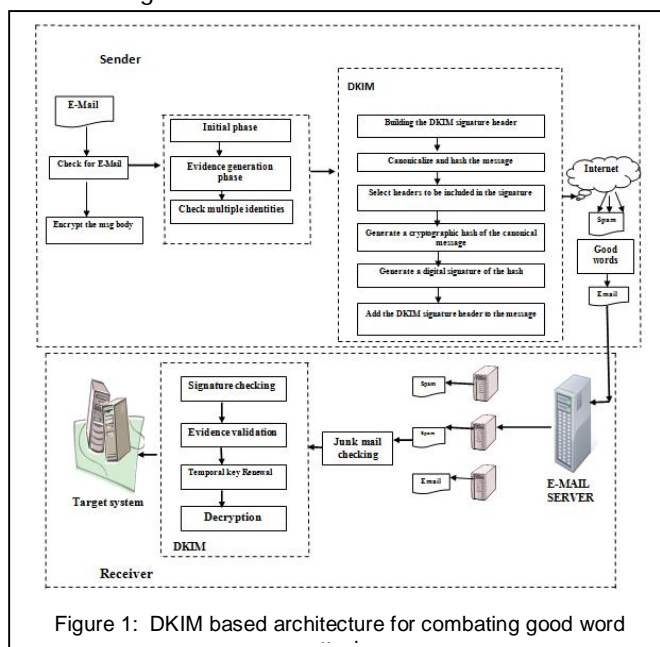 Sender
E-Mail
Check for E-Mail
Encrypt the msg body
Initial phase
Evidence generation
phase
Check multiple identities
DKIM
Building the DKIM signature header
Canonicalize and hash the message
Select headers to be included in the signature
Generate a cryptographic hash of the canonical
message
Generate a digital signature of the hash
Add the DKIM signature header to the message
Internet
Spam
Good
words
Email
Target system
Signature checking
Evidence validation
Temporal key Renewal
Decryption
DKIM
Junk mail
checking
Spam
Spam
Email
E-MAIL
SERVER
Receiver
Figure 1: DKIM based architecture for combating good word